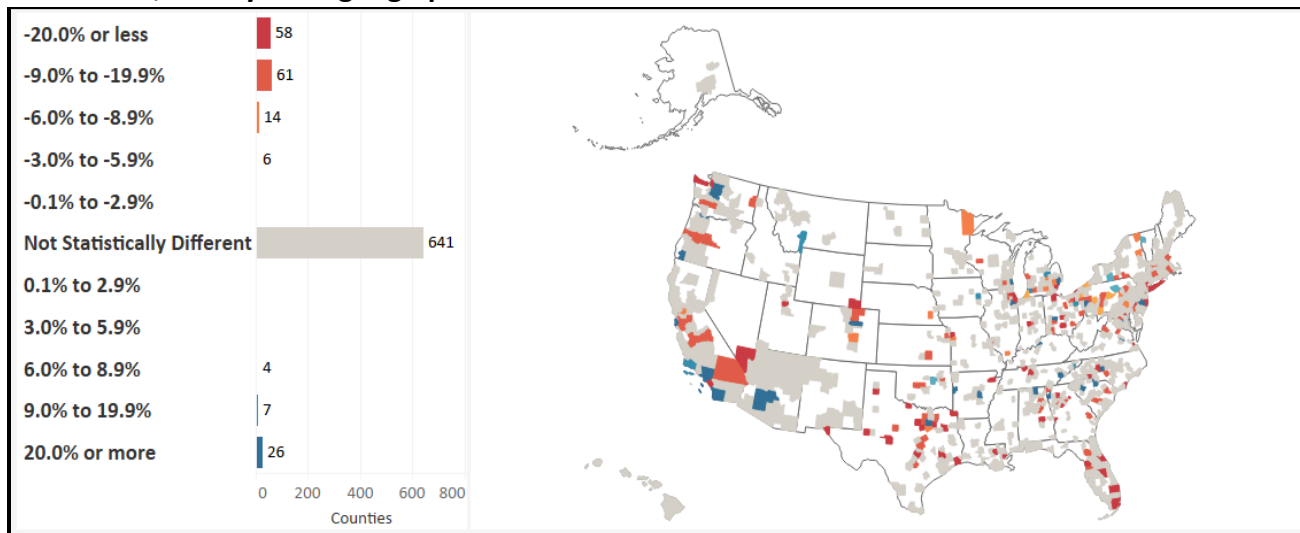 -20.0% or less 58
-9.0% to -19.9% 61
-6.0% to -8.9% 14
-3.0% to -5.9% 6
-0.1% to -2.9%
Not Statistically Different 641
0.1% to 2.9%
3.0% to 5.9%
6.0% to 8.9% 4
9.0% to 19.9% 7
20.0% or more 26
0 200 400 600 800
Counties